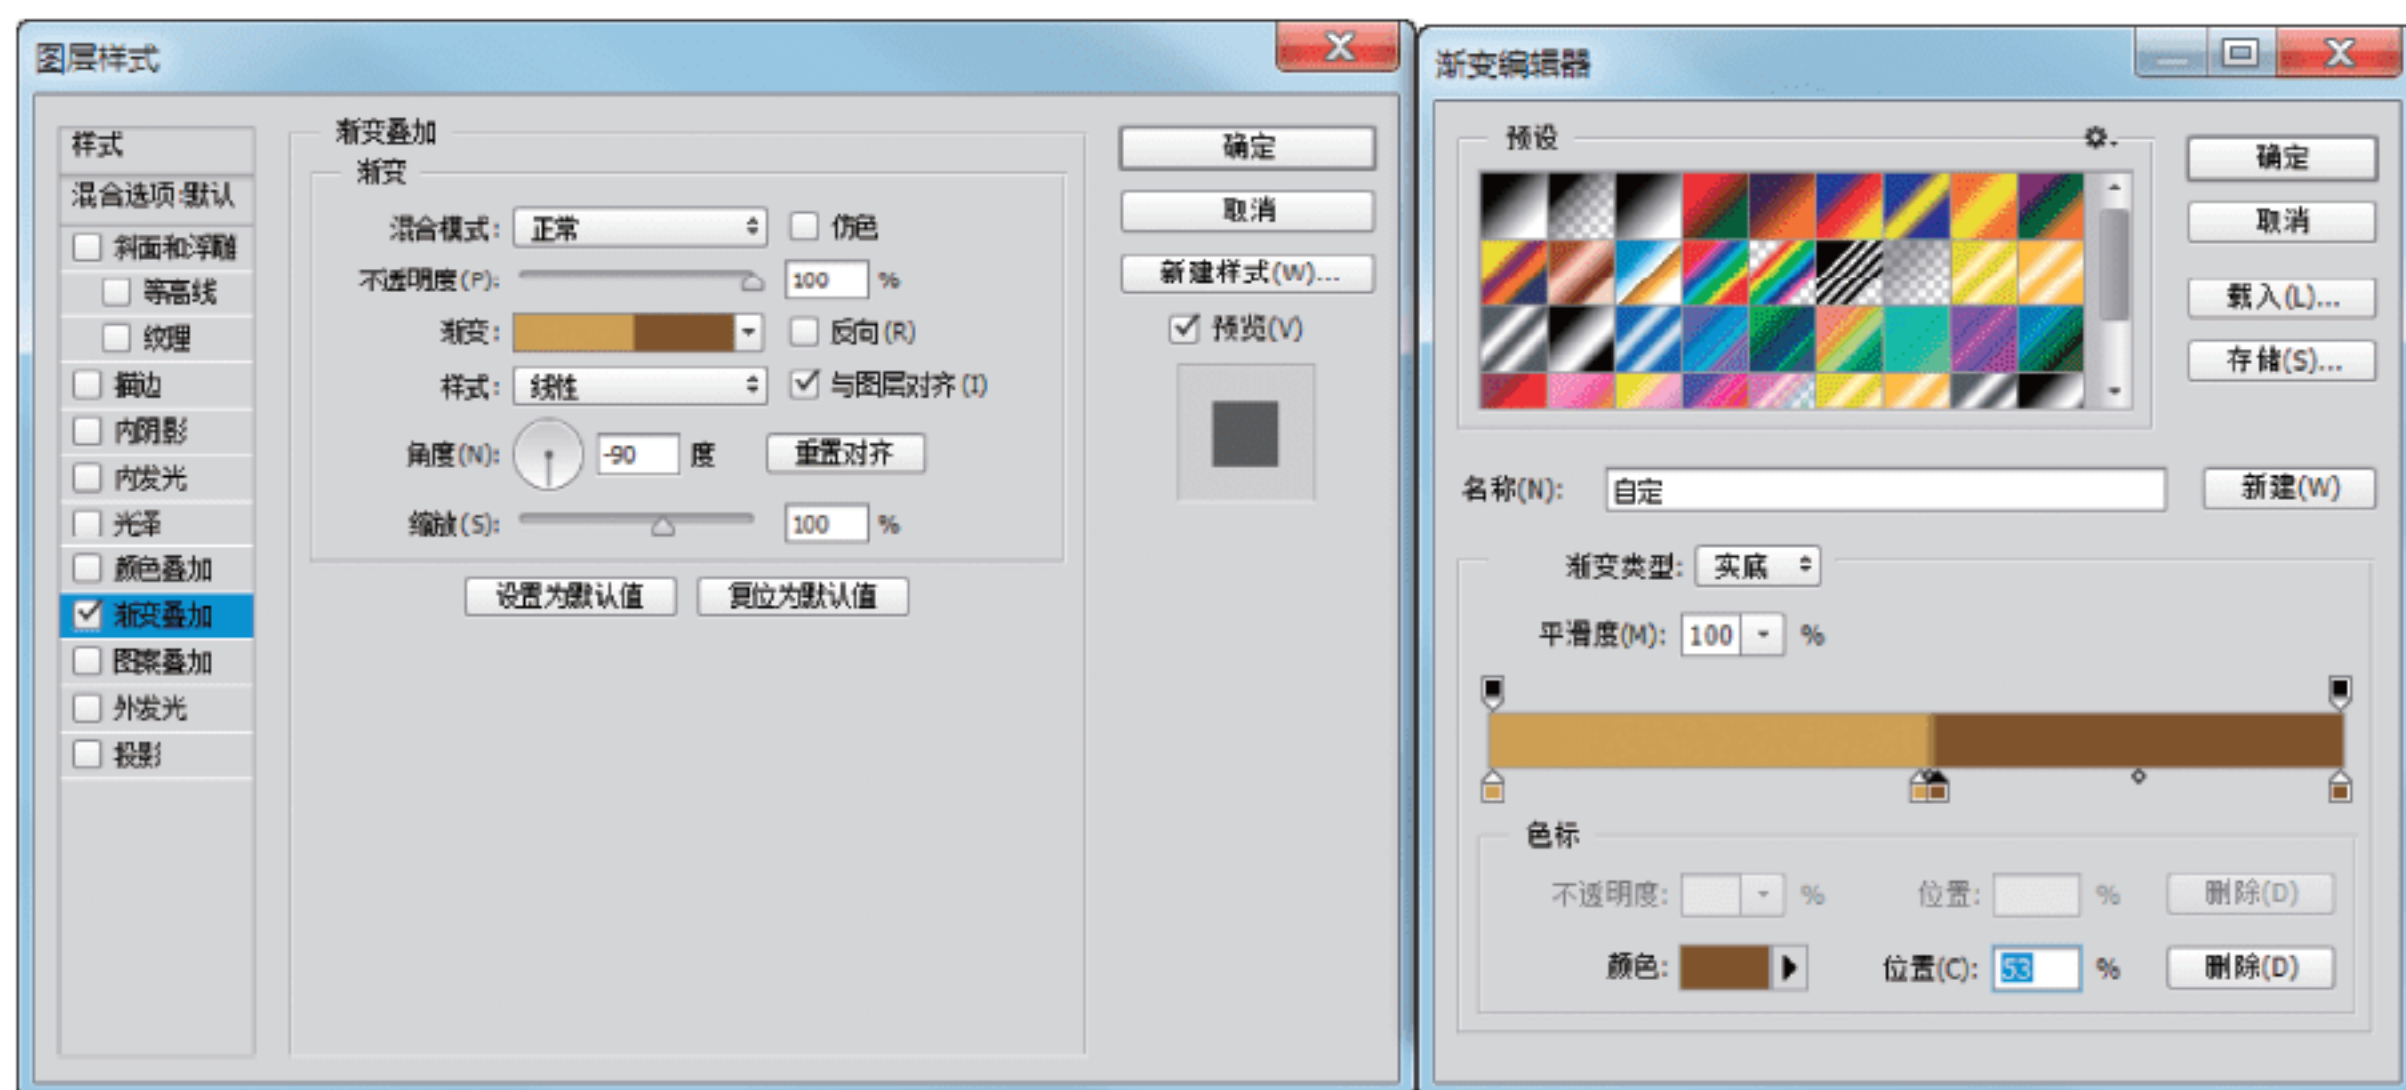 图层样式
样式
混合选项:默认
斜面和浮雕
等高线
纹理
描边
内阴影
内发光
光泽
颜色叠加
渐变叠加
图案叠加
外发光
投影
渐变叠加
渐变
混合模式: 正常 仿色
不透明度(P): 100 %
渐变: 反向(R)
样式: 线性 与图层对齐(I)
角度(N): -90 度 重置对齐
缩放(S): 100 %
设置为默认值 复位为默认值
确定
取消
新建样式(W)...
预览(V)
渐变编辑器
预设
确定
取消
载入(L)...
存储(S)...
名称(N): 自定 新建(W)
渐变类型: 实底
平滑度(M): 100 %
色标
不透明度: % 位置: % 删除(D)
颜色: 位置(C): 53 % 删除(D)